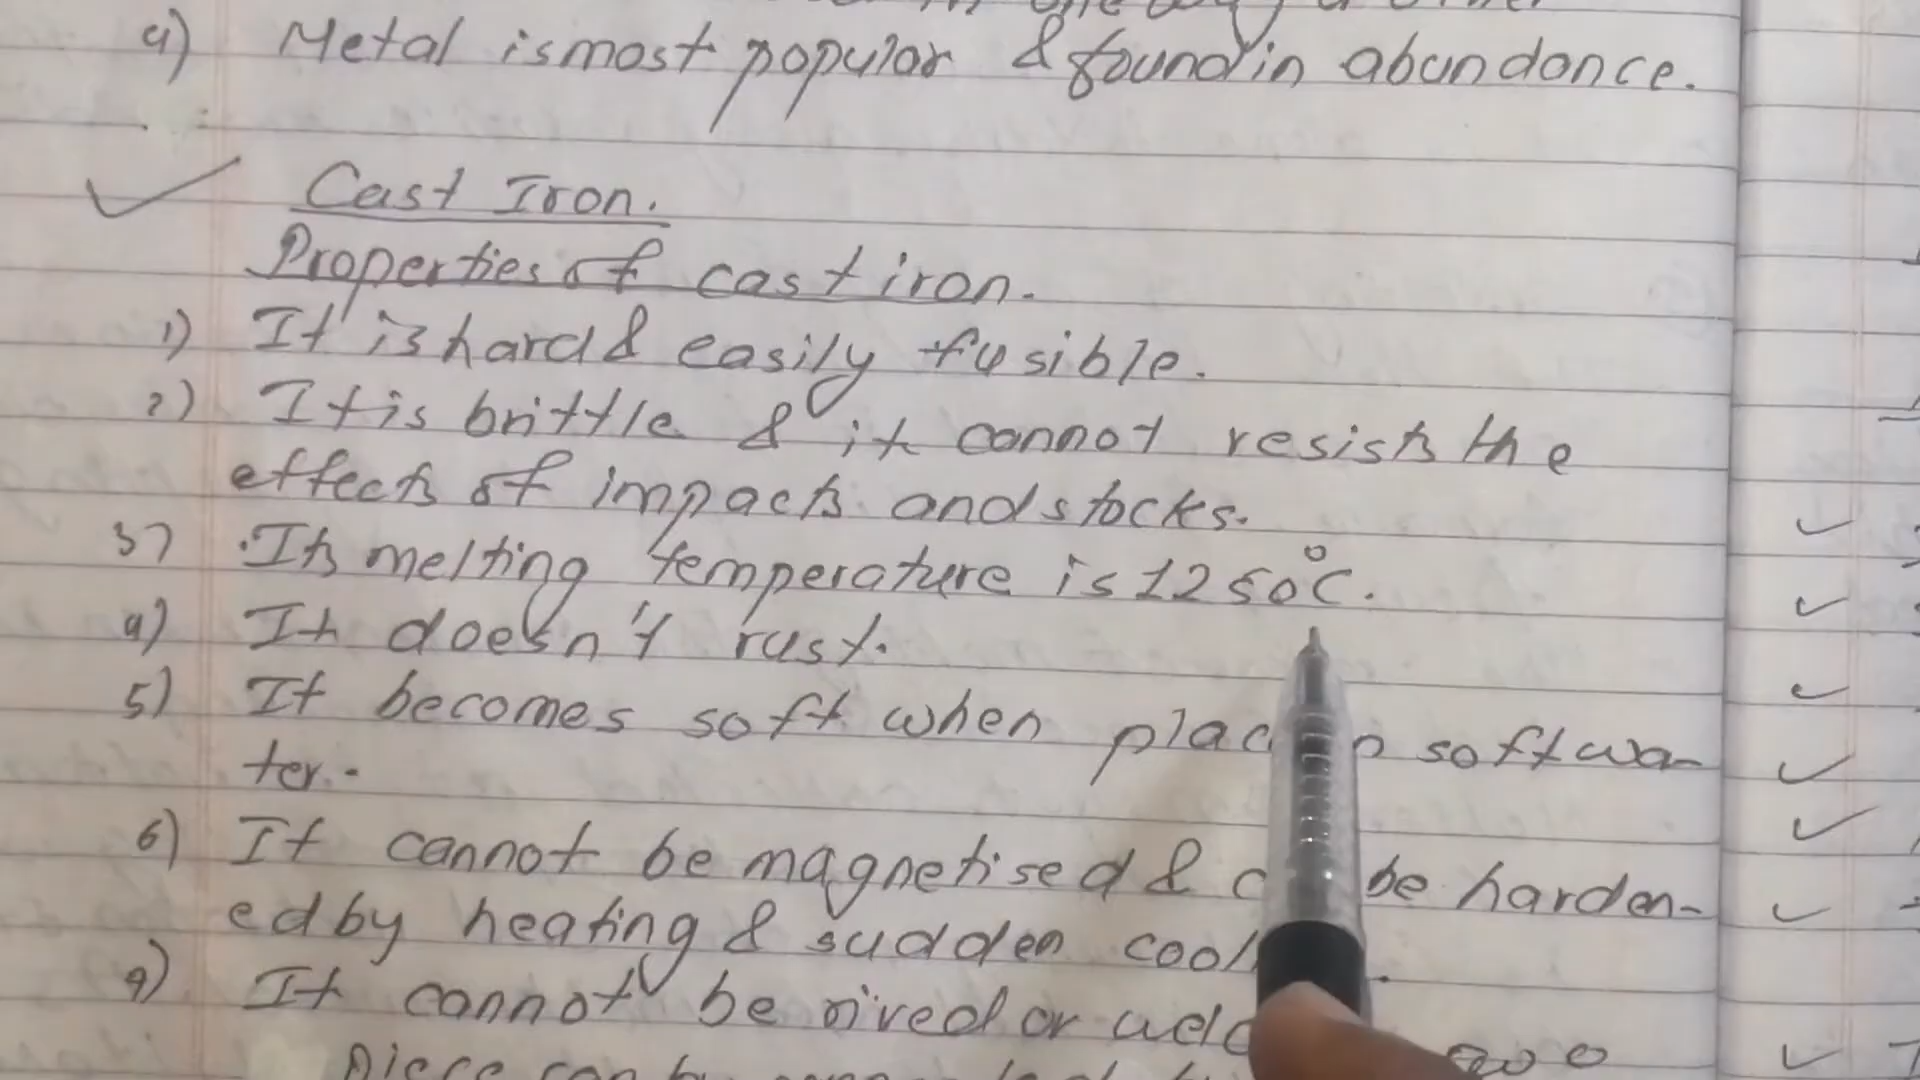 4) Metal is most popular & found in abundance.
Cast Iron.
Properties of cast iron.
1) It is hard & easily fusible.
2) It is brittle & it cannot resists the
effects of impacts and stocks.
3) Its melting temperature is 1250°C.
4) It doesn't rust.
5) It becomes soft when soft wa-
ter.
6) It cannot be magnetised & be harden-
ed by heating & sudden
7) It cannot be rived or
piece can